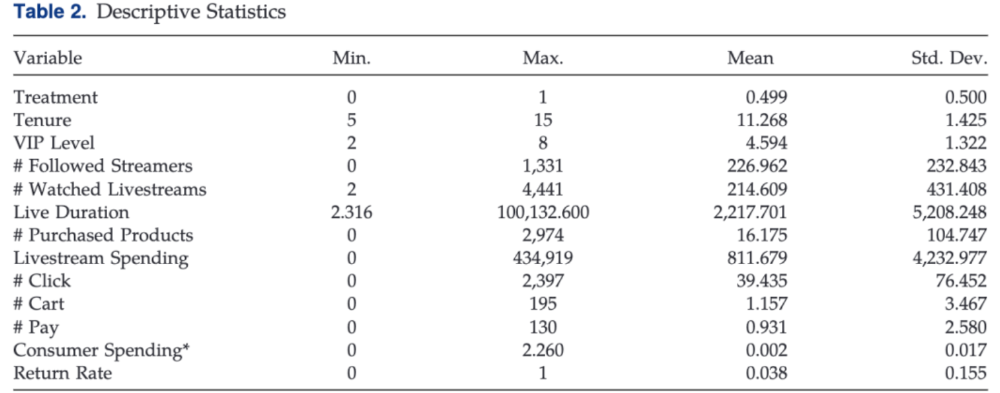 Table 2. Descriptive Statistics
Variable Min. Max. Mean Std. Dev.
Treatment 0 1 0.499 0.500
Tenure 5 15 11.268 1.425
VIP Level 2 8 4.594 1.322
# Followed Streamers 0 1,331 226.962 232.843
# Watched Livestreams 2 4,441 214.609 431.408
Live Duration 2.316 100,132.600 2,217.701 5,208.248
# Purchased Products 0 2,974 16.175 104.747
Livestream Spending 0 434,919 811.679 4,232.977
# Click 0 2,397 39.435 76.452
# Cart 0 195 1.157 3.467
# Pay 0 130 0.931 2.580
Consumer Spending* 0 2.260 0.002 0.017
Return Rate 0 1 0.038 0.155